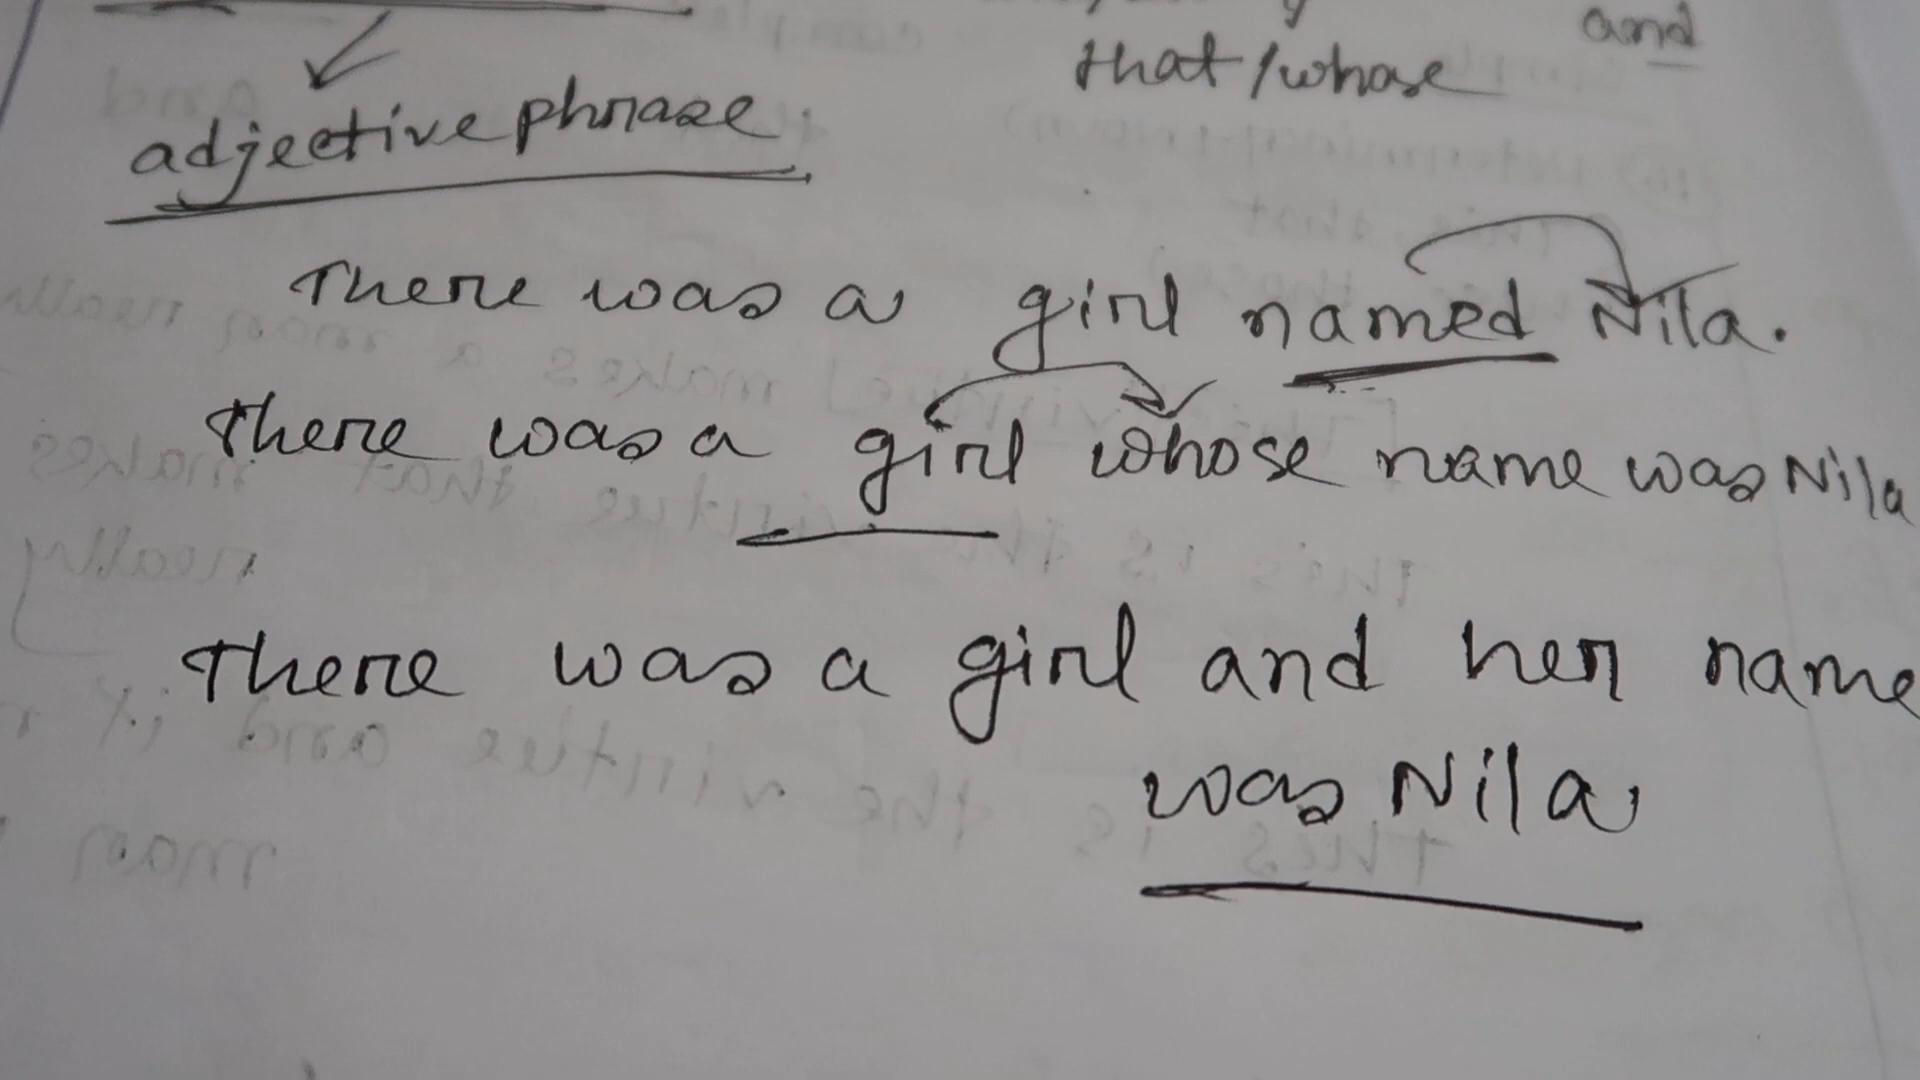 and
that/whose
adjective phrase
There was a girl named Nila.
There was a girl whose name was Nila
There was a girl and her name
was Nila